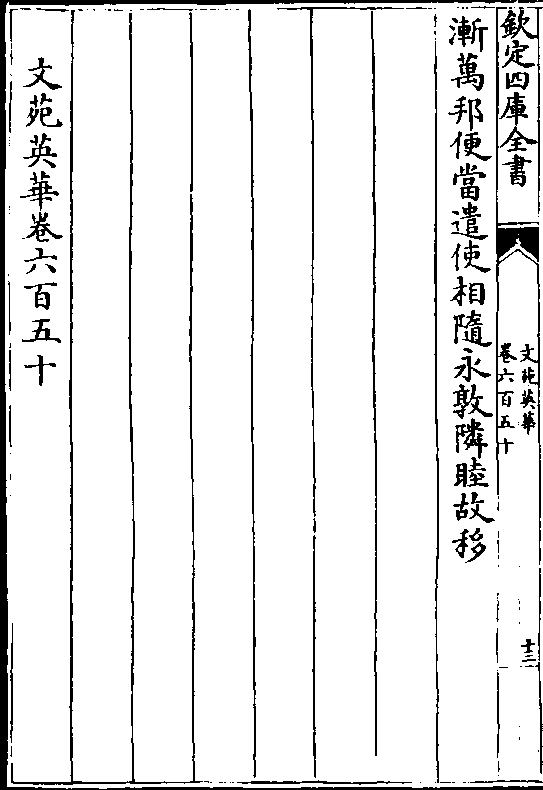 欽定四庫全書
文苑英華
卷六百五十
十三
漸萬邦便當遣使相隨永敦隣睦故移
文苑英華卷六百五十